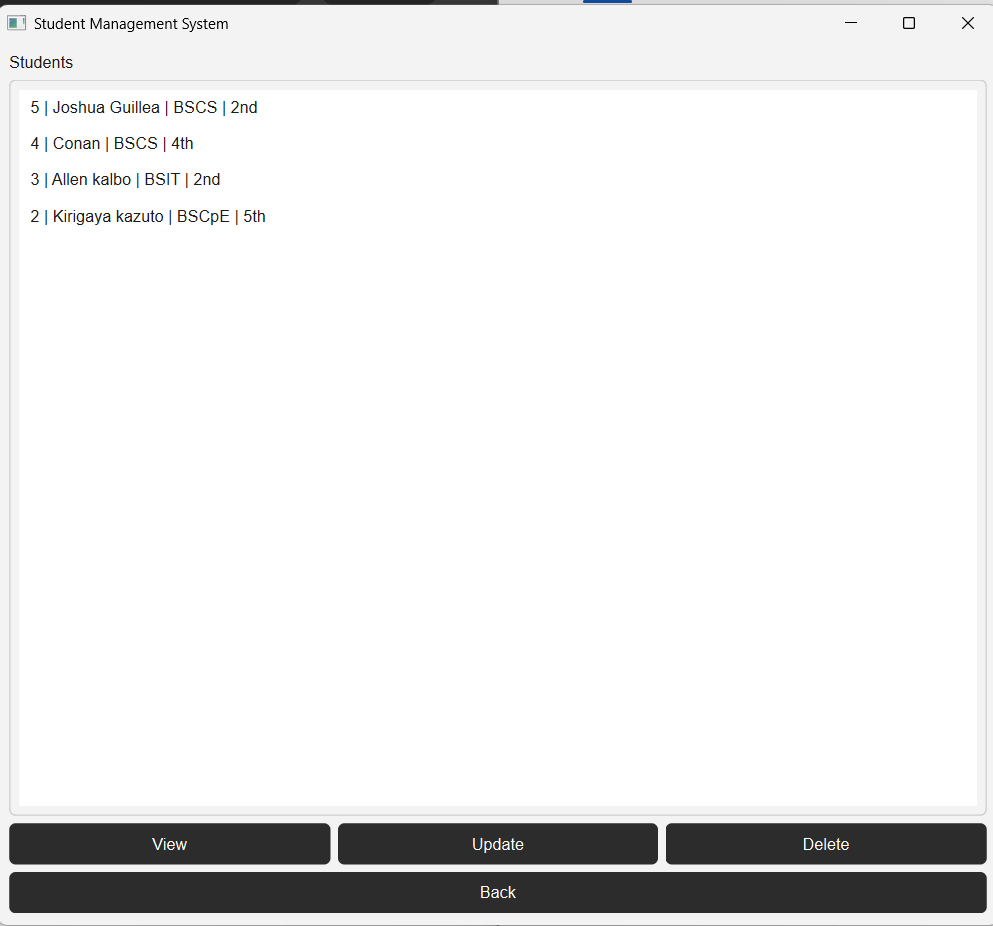 Student Management System
Students
5 | Joshua Guillea | BSCS | 2nd
4 | Conan | BSCS | 4th
3 | Allen kalbo | BSIT | 2nd
2 | Kirigaya kazuto | BSCpE | 5th
View Update Delete
Back